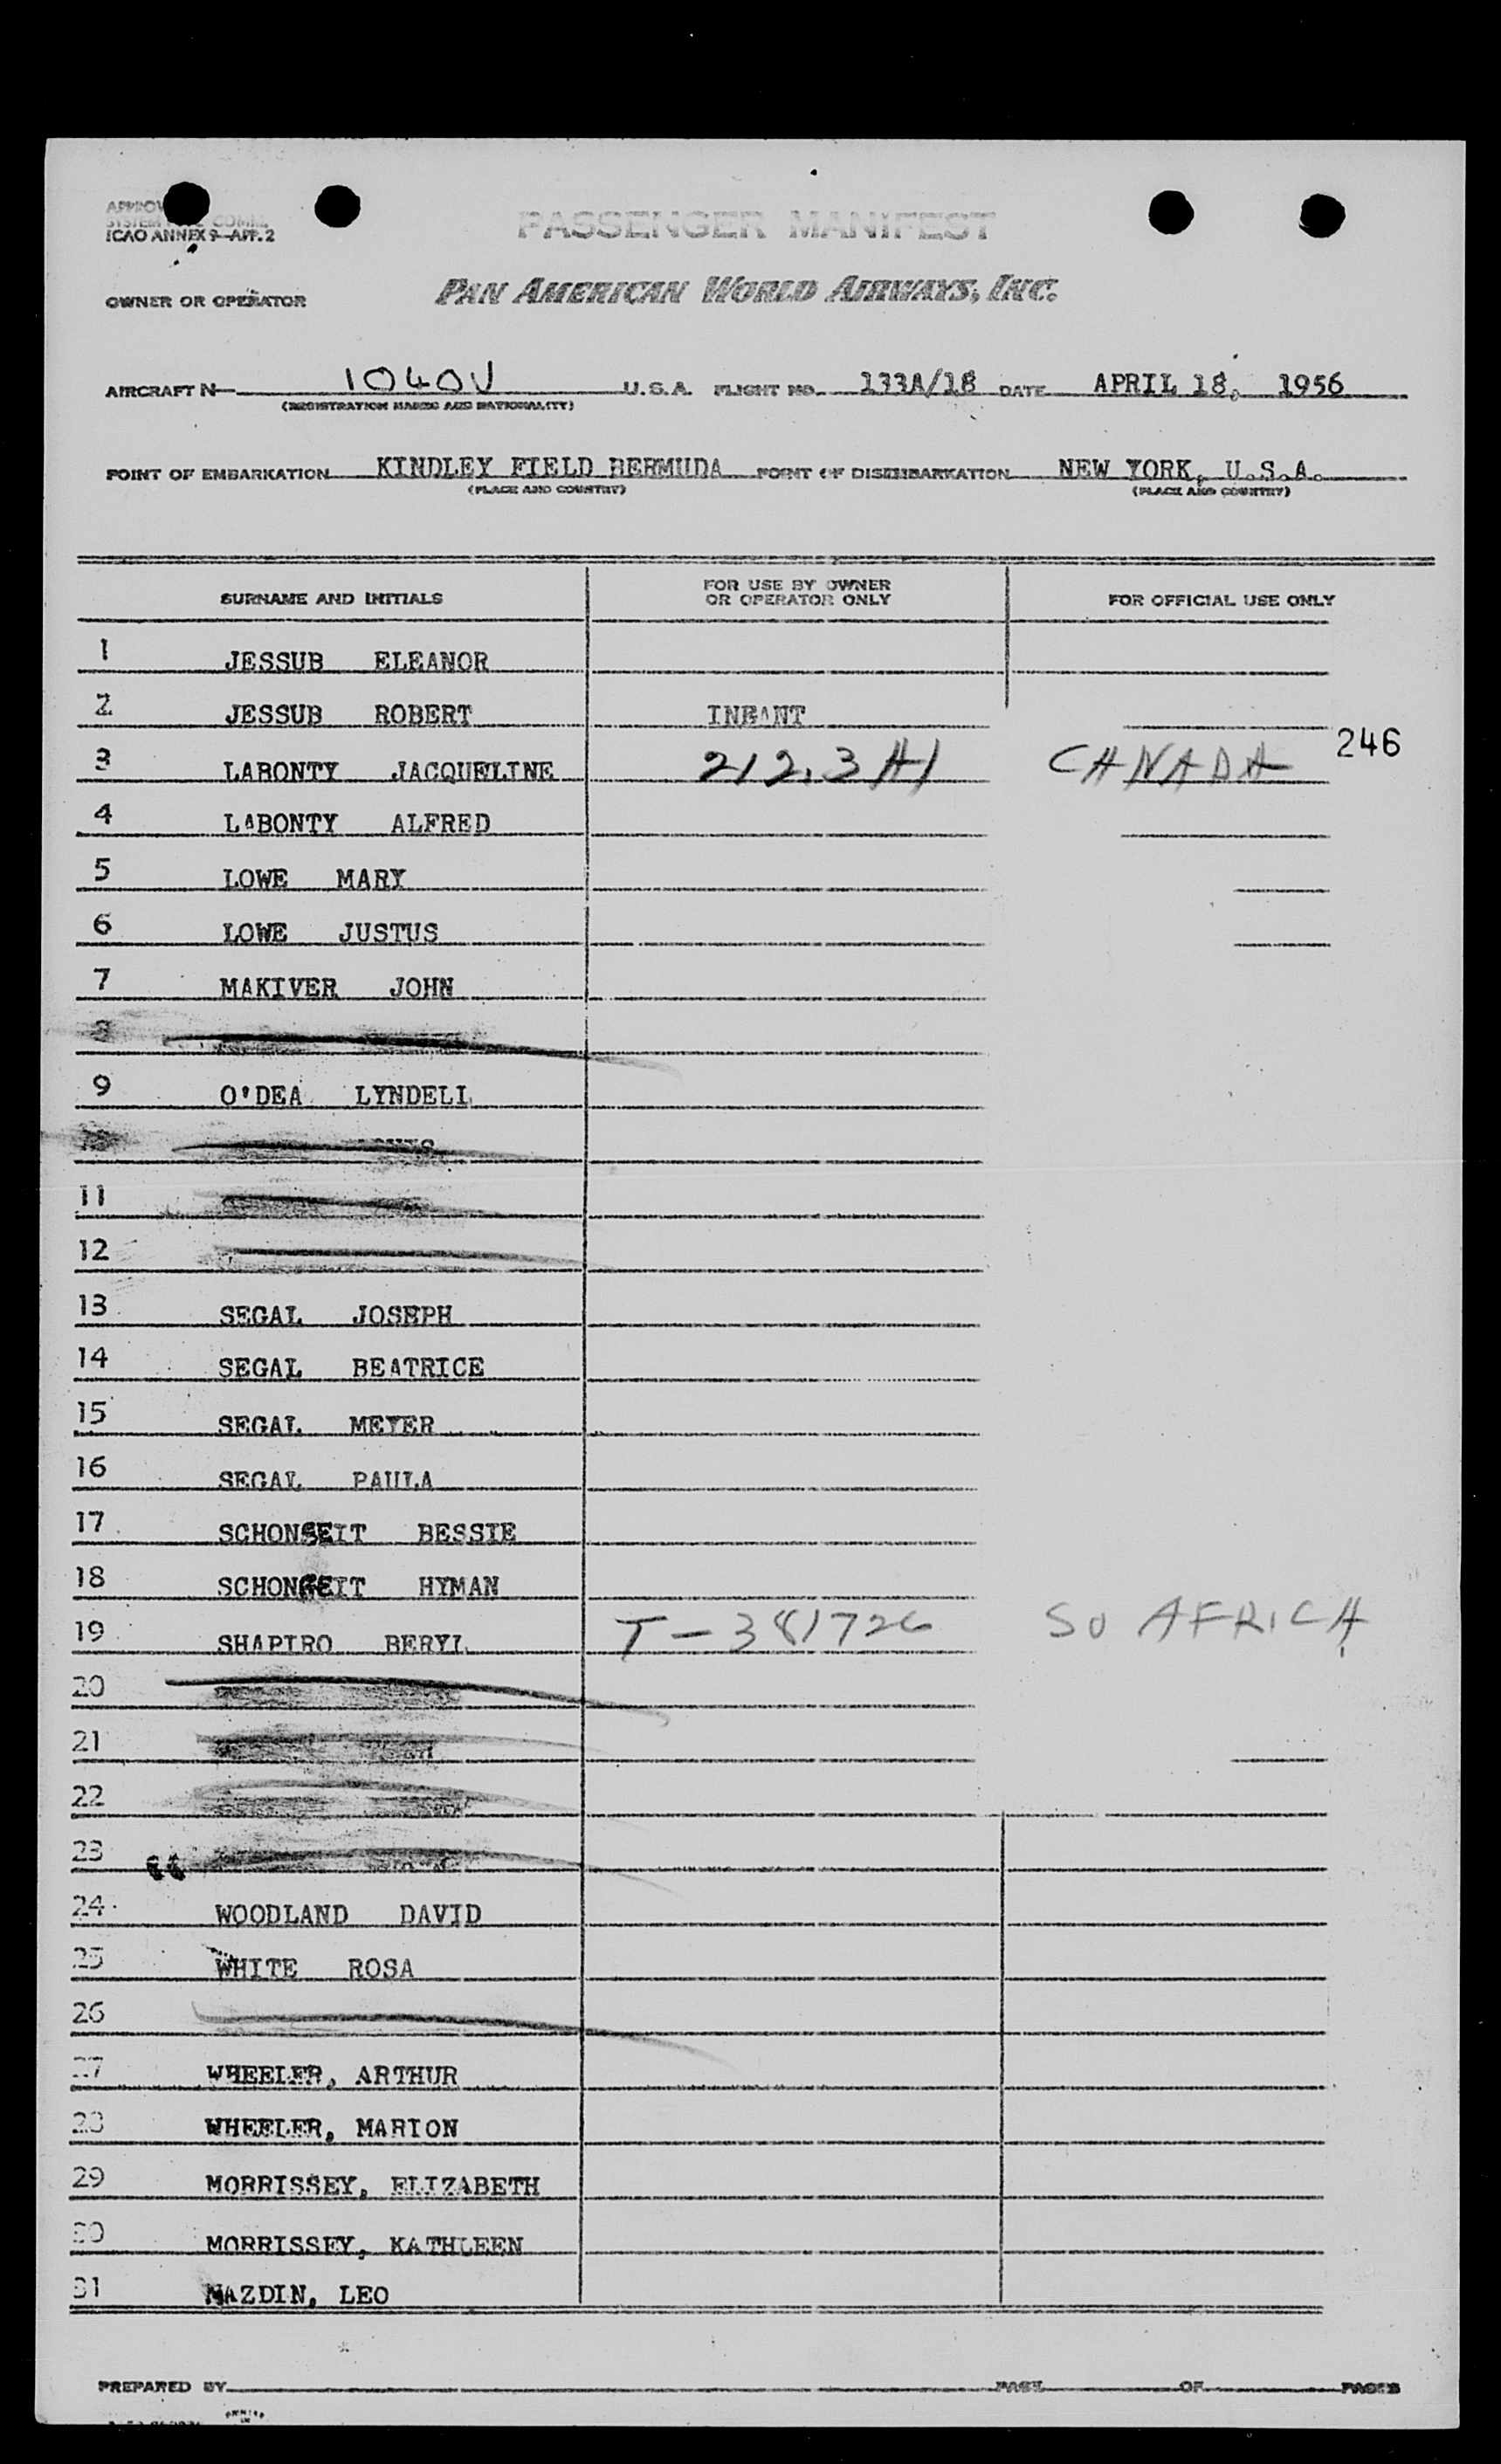 ICAO ANNEX 9-APP.2
PASSENGER MANIFEST
OWNER OR OPERATOR PAN AMERICAN WORLD AIRWAYS, INC.
AIRCRAFT N 1040V U.S.A. FLIGHT NO. 133A/18 DATE APRIL 18, 1956
(REGISTRATION MARKS AND NATIONALITY)
POINT OF EMBARKATION KINDLEY FIELD BERMUDA POINT OF DISEMBARKATION NEW YORK, U.S.A.
(PLACE AND COUNTRY) (PLACE AND COUNTRY)
SURNAME AND INITIALS FOR USE BY OWNER OR OPERATOR ONLY FOR OFFICIAL USE ONLY
1 JESSUB ELEANOR
2 JESSUB ROBERT INFANT
3 LABONTY JACQUELINE 212.3 A1 CANADA 246
4 LABONTY ALFRED
5 LOWE MARY
6 LOWE JUSTUS
7 MAKIVER JOHN
8
9 O'DEA LYNDELL
11
12
13 SEGAL JOSEPH
14 SEGAL BEATRICE
15 SEGAL MEYER
16 SEGAL PAULA
17 SCHONGEIT BESSIE
18 SCHONGEIT HYMAN
19 SHAPIRO BERYL T-381726 SO AFRICA
20
21
22
23
24 WOODLAND DAVID
25 WHITE ROSA
26
27 WHEELER, ARTHUR
28 WHEELER, MARION
29 MORRISSEY, ELIZABETH
30 MORRISSEY, KATHLEEN
31 NAZDIN, LEO
PREPARED BY PAGE OF PAGES